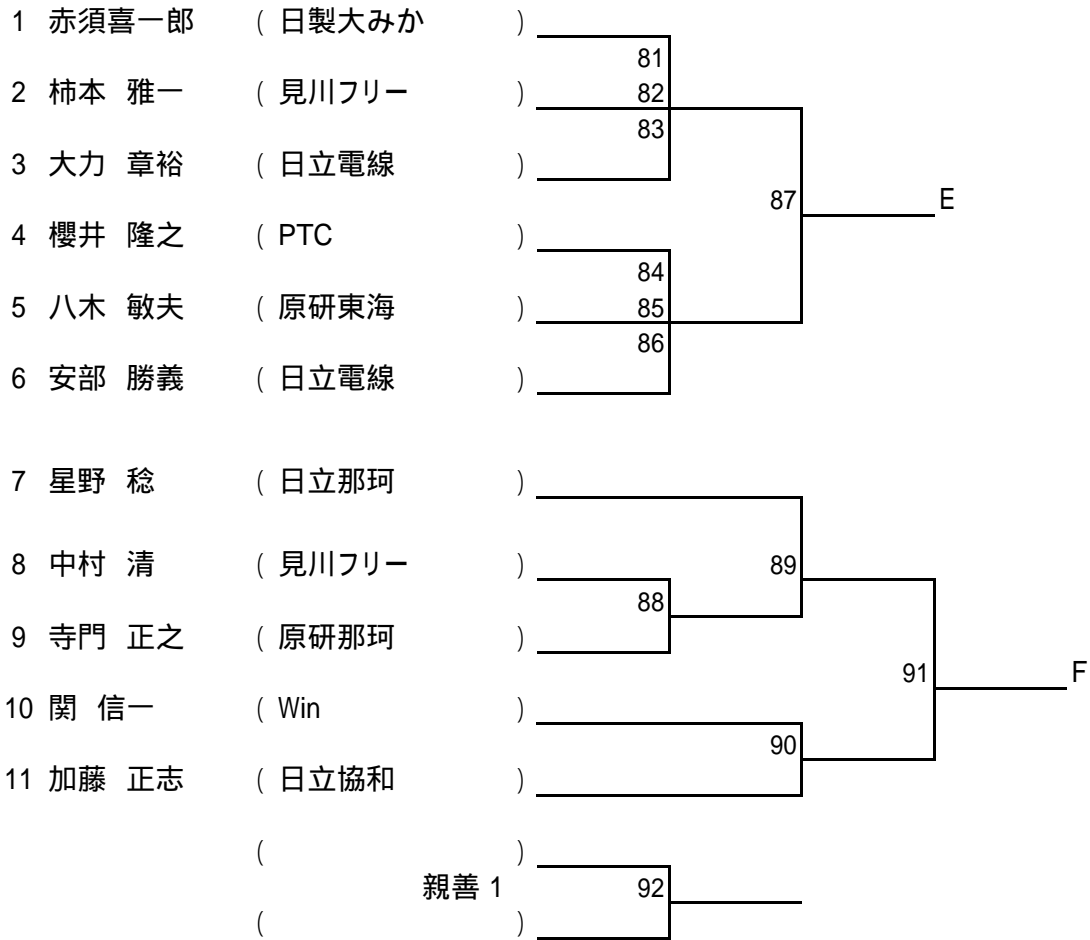 1 赤須喜一郎 ( 日製大みか )
81
2 柿本 雅一 ( 見川フリー ) 82
83
3 大力 章裕 ( 日立電線 )
87 E
4 櫻井 隆之 ( PTC )
84
5 八木 敏夫 ( 原研東海 ) 85
86
6 安部 勝義 ( 日立電線 )
7 星野 稔 ( 日立那珂 )
8 中村 清 ( 見川フリー ) 89
88
9 寺門 正之 ( 原研那珂 )
91 F
10 関 信一 ( Win )
90
11 加藤 正志 ( 日立協和 )
( )
親善 1 92
( )